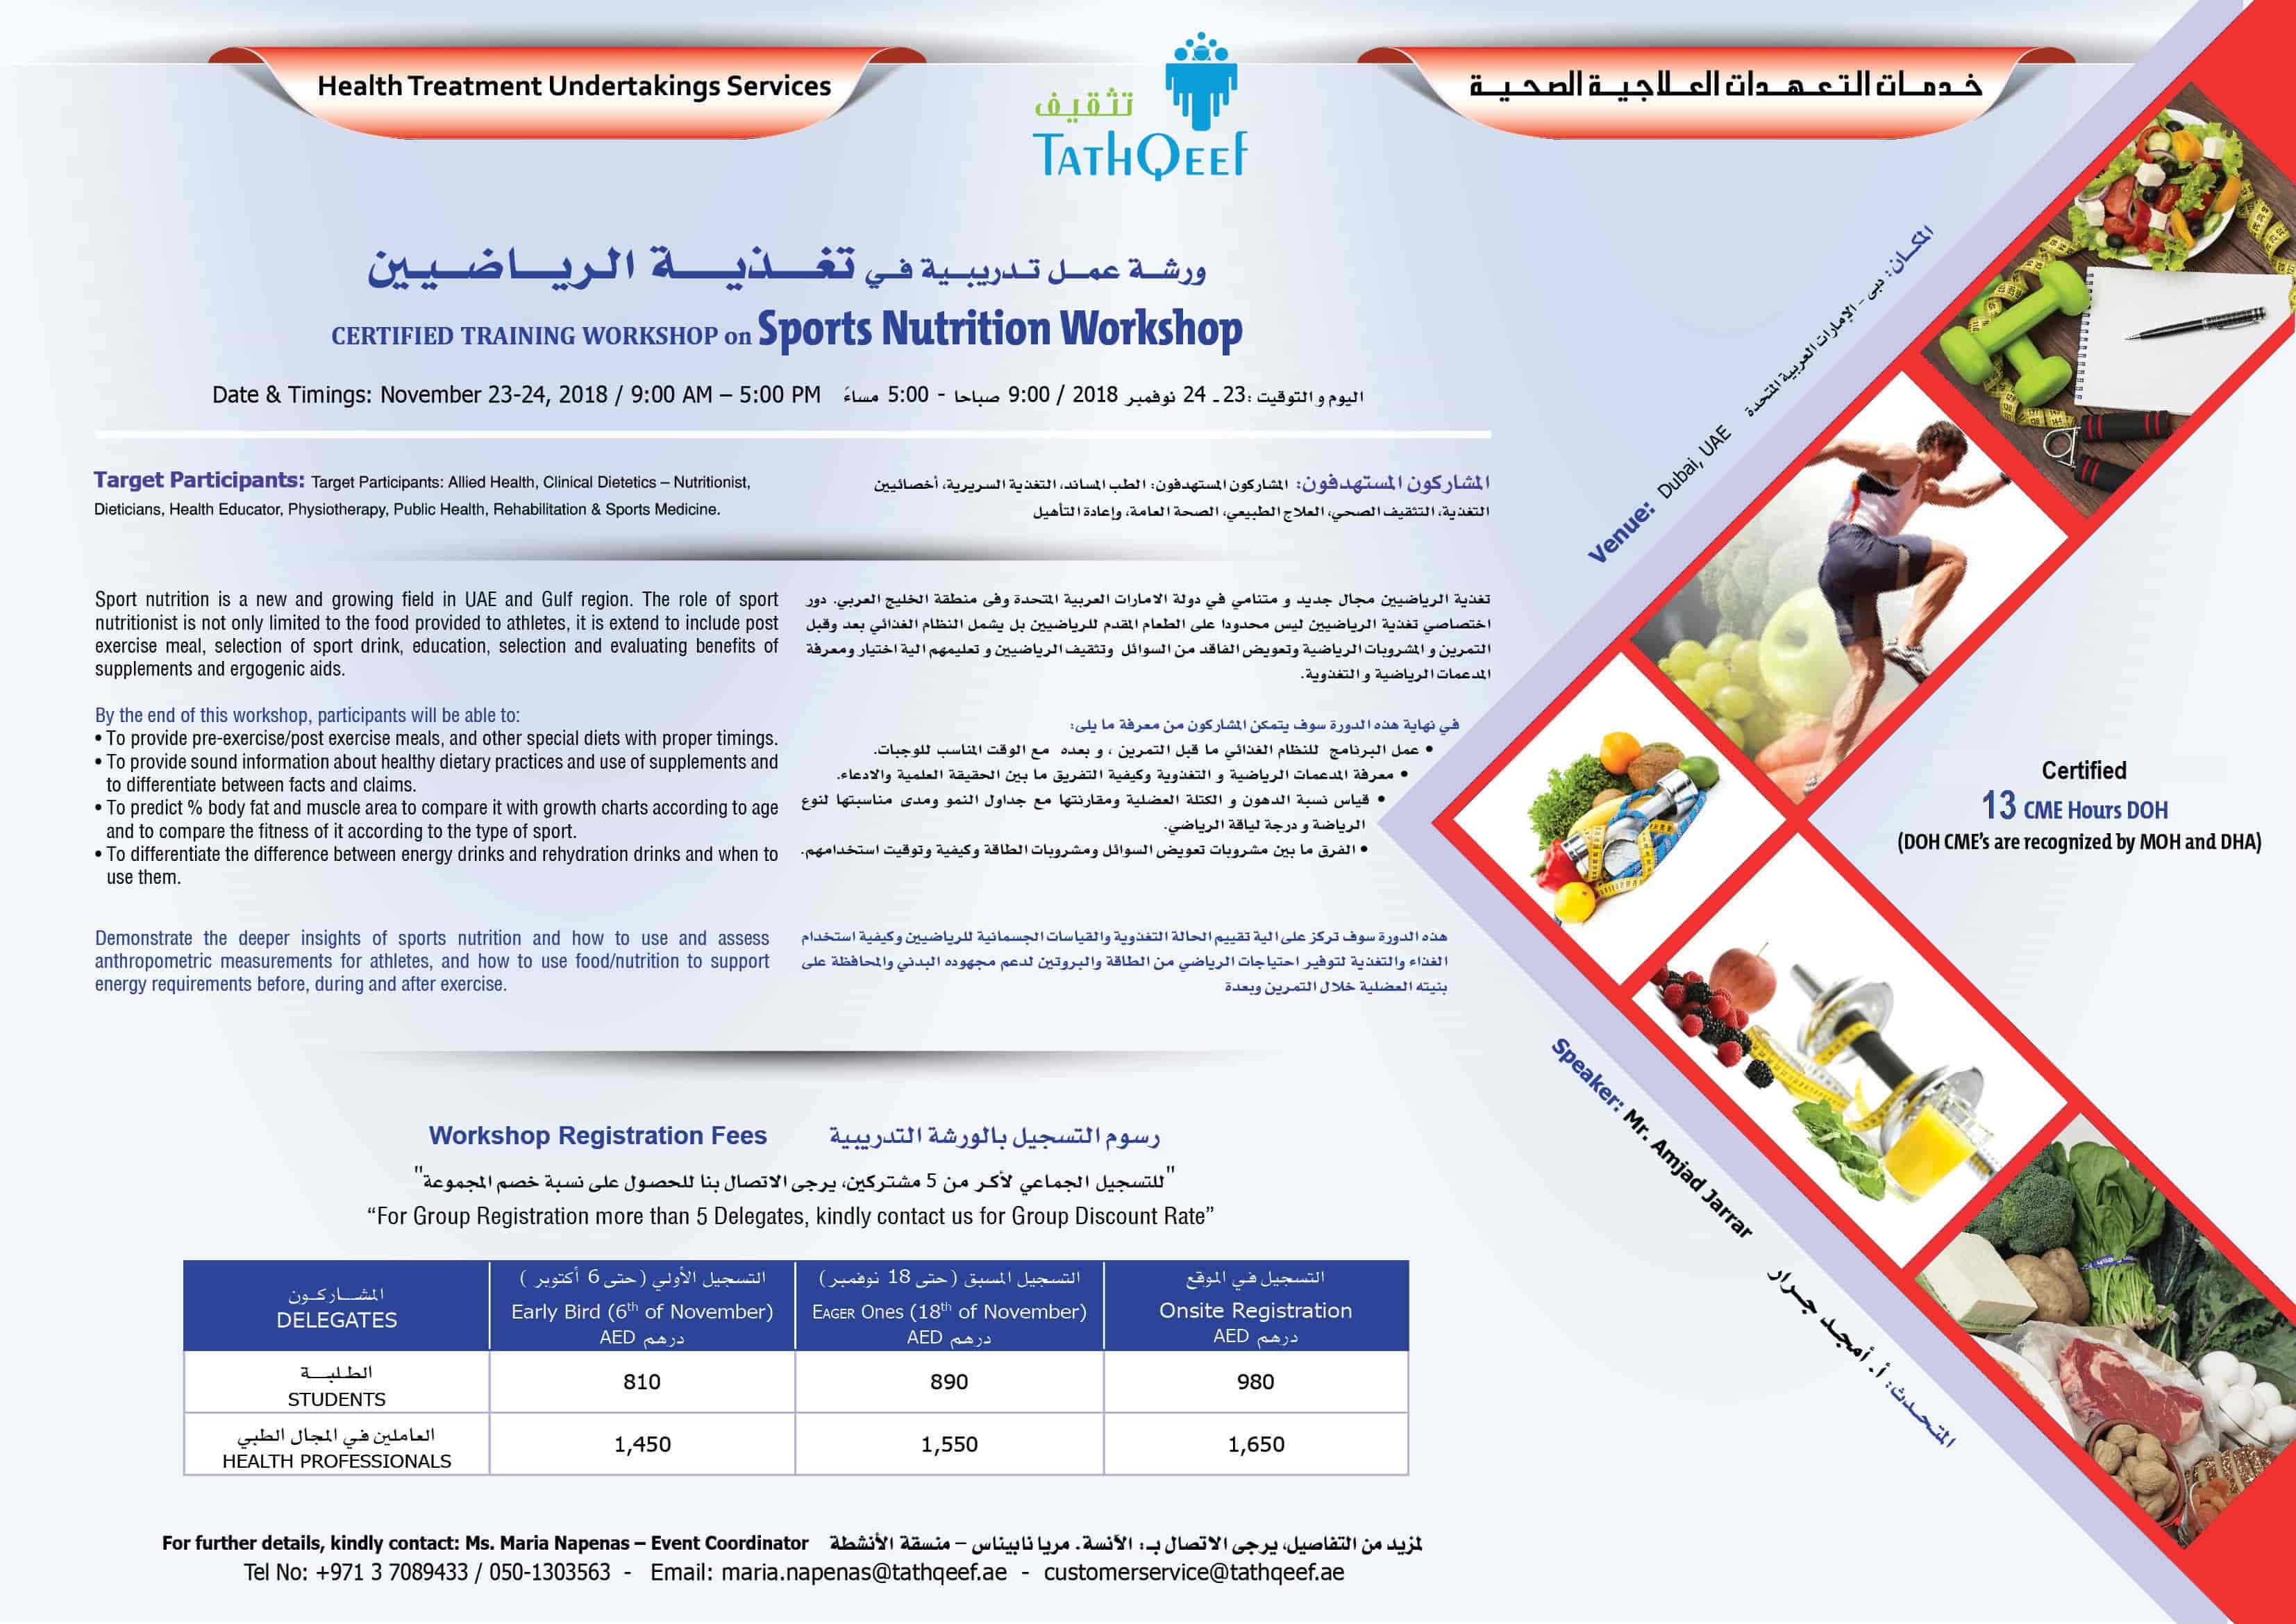 Health Treatment Undertakings Services
تثقيف
TATHQEEF
خدمات التعهدات العلاجية الصحية
ورشة عمل تدريبية في تغذية الرياضيين
CERTIFIED TRAINING WORKSHOP on Sports Nutrition Workshop
Date & Timings: November 23-24, 2018 / 9:00 AM – 5:00 PM
اليوم و التوقيت :23ـ 24 نوفمبر 2018 / 9:00 صباحا - 5:00 مساءً
Target Participants: Target Participants: Allied Health, Clinical Dietetics – Nutritionist,
Dieticians, Health Educator, Physiotherapy, Public Health, Rehabilitation & Sports Medicine.
المشاركون المستهدفون: المشاركون المستهدفون: الطب المساند، التغذية السريرية، أخصائيين
التغذية، التثقيف الصحي، العلاج الطبيعي، الصحة العامة، وإعادة التأهيل
Sport nutrition is a new and growing field in UAE and Gulf region. The role of sport
nutritionist is not only limited to the food provided to athletes, it is extend to include post
exercise meal, selection of sport drink, education, selection and evaluating benefits of
supplements and ergogenic aids.
تغذية الرياضيين مجال جديد و متنامي في دولة الامارات العربية المتحدة وفى منطقة الخليج العربي. دور
اختصاصي تغذية الرياضيين ليس محدودا على الطعام المقدم للرياضيين بل يشمل النظام الغذائي بعد وقبل
التمرين و المشروبات الرياضية وتعويض الفاقد من السوائل وتثقيف الرياضيين و تعليمهم الية اختيار ومعرفة
المدعمات الرياضية و التغذوية.
By the end of this workshop, participants will be able to:
• To provide pre-exercise/post exercise meals, and other special diets with proper timings.
• To provide sound information about healthy dietary practices and use of supplements and
to differentiate between facts and claims.
• To predict % body fat and muscle area to compare it with growth charts according to age
and to compare the fitness of it according to the type of sport.
• To differentiate the difference between energy drinks and rehydration drinks and when to
use them.
في نهاية هذه الدورة سوف يتمكن المشاركون من معرفة ما يلى:
• عمل البرنامج للنظام الغذائي ما قبل التمرين ، و بعده مع الوقت المناسب للوجبات.
• معرفة المدعمات الرياضية و التغذوية وكيفية التفريق ما بين الحقيقة العلمية والادعاء.
• قياس نسبة الدهون و الكتلة العضلية ومقارنتها مع جداول النمو ومدى مناسبتها لنوع
الرياضة و درجة لياقة الرياضي.
• الفرق ما بين مشروبات تعويض السوائل ومشروبات الطاقة وكيفية وتوقيت استخدامهم.
Demonstrate the deeper insights of sports nutrition and how to use and assess
anthropometric measurements for athletes, and how to use food/nutrition to support
energy requirements before, during and after exercise.
هذه الدورة سوف تركز على الية تقييم الحالة التغذوية والقياسات الجسمانية للرياضيين وكيفية استخدام
الغذاء والتغذية لتوفير احتياجات الرياضي من الطاقة والبروتين لدعم مجهوده البدني والمحافظة على
بنيته العضلية خلال التمرين وبعدة
Workshop Registration Fees
رسوم التسجيل بالورشة التدريبية
"للتسجيل الجماعي لأكر من 5 مشتركين، يرجى الاتصال بنا للحصول على نسبة خصم المجموعة"
“For Group Registration more than 5 Delegates, kindly contact us for Group Discount Rate”
المشاركون
DELEGATES
التسجيل الأولي (حتى 6 أكتوبر )
Early Bird (6th of November)
AED درهم
التسجيل المسبق (حتى 18 نوفمبر)
EAGER Ones (18th of November)
AED درهم
التسجيل في الموقع
Onsite Registration
AED درهم
الطلبة
STUDENTS
810
890
980
العاملين في المجال الطبي
HEALTH PROFESSIONALS
1,450
1,550
1,650
For further details, kindly contact: Ms. Maria Napenas – Event Coordinator
لمزيد من التفاصيل، يرجى الاتصال بـ: الآنسة. مريا نابيناس – منسقة الأنشطة
Tel No: +971 3 7089433 / 050-1303563 - Email: maria.napenas@tathqeef.ae - customerservice@tathqeef.ae
Venue: Dubai, UAE
المكان: دبى - الإمارات العربية المتحدة
Certified
13 CME Hours DOH
(DOH CME’s are recognized by MOH and DHA)
Speaker: Mr. Amjad Jarrar
المتحدث: أ. أمجد جرار